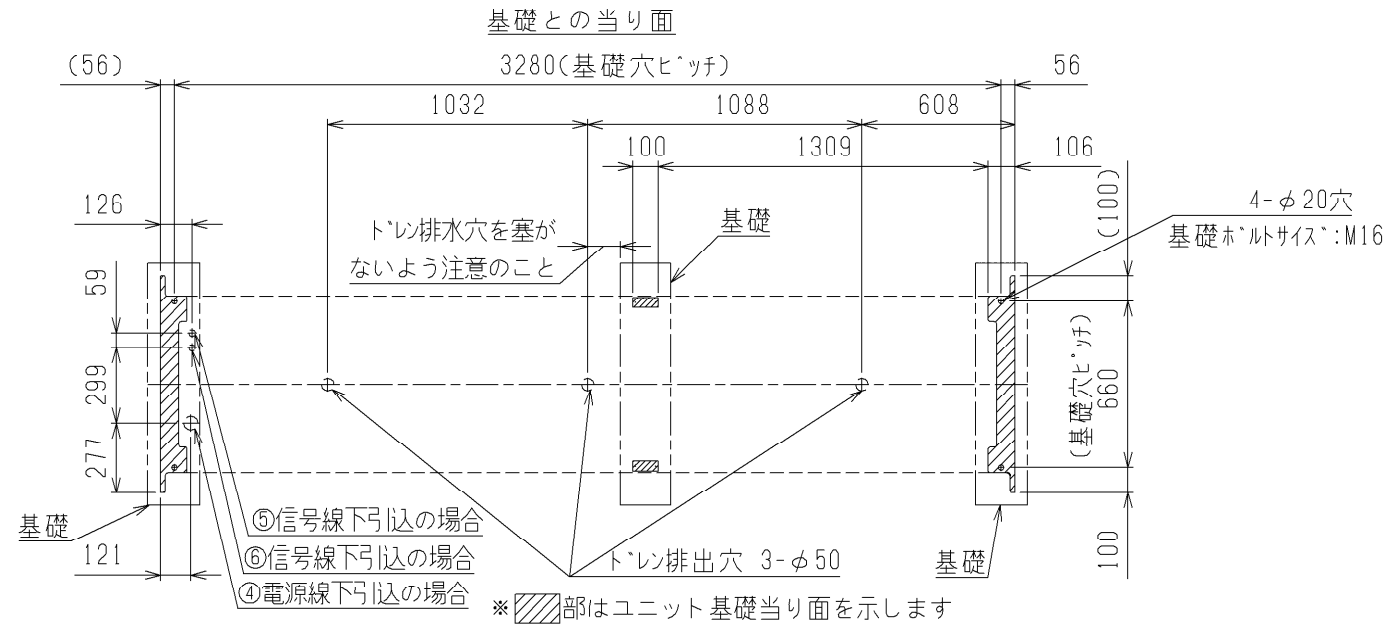 基礎との当り面
(56)
3280(基礎穴ﾋﾟｯﾁ)
56
1032
1088
608
100
1309
106
126
ﾄﾞﾚﾝ排水穴を塞が
ないよう注意のこと
基礎
(100)
4-φ20穴
基礎ﾎﾞﾙﾄｻｲｽﾞ:M16
59
299
277
660
(基礎穴ﾋﾟｯﾁ)
100
基礎
121
⑤信号線下引込の場合
⑥信号線下引込の場合
④電源線下引込の場合
ﾄﾞﾚﾝ排出穴 3-φ50
基礎
※部はユニット基礎当り面を示します